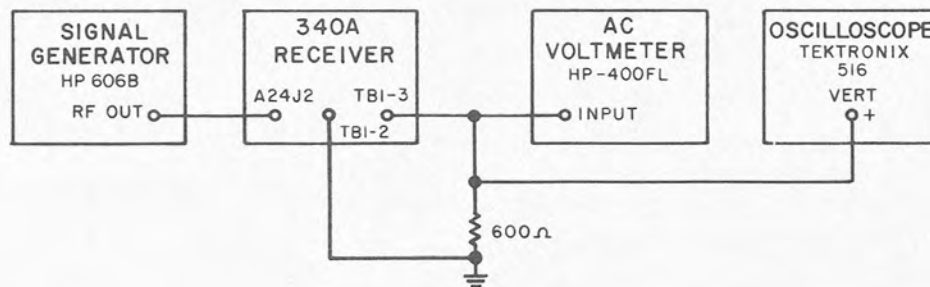 SIGNAL
GENERATOR
HP 606B
RF OUT
340A
RECEIVER
A24J2
TB1-3
TB1-2
AC
VOLTMETER
HP-400FL
INPUT
OSCILLOSCOPE
TEKTRONIX
516
VERT
+
600Ω